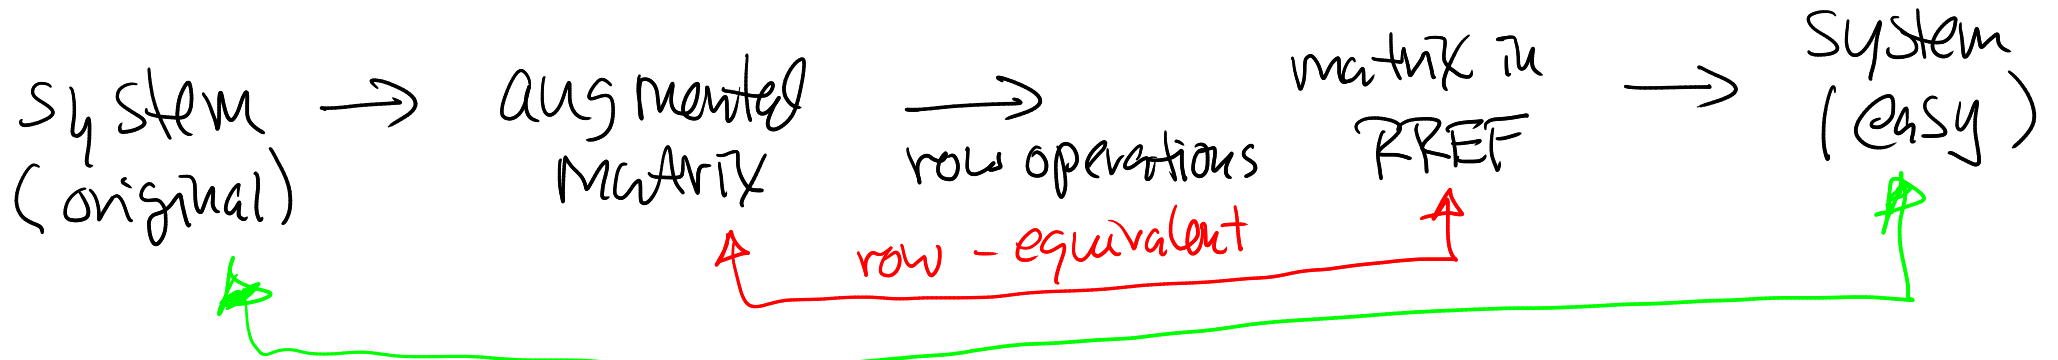 system
(original)
→
augmented
matrix
→
row operations
matrix in
RREF
→
system
(easy)
row - equivalent